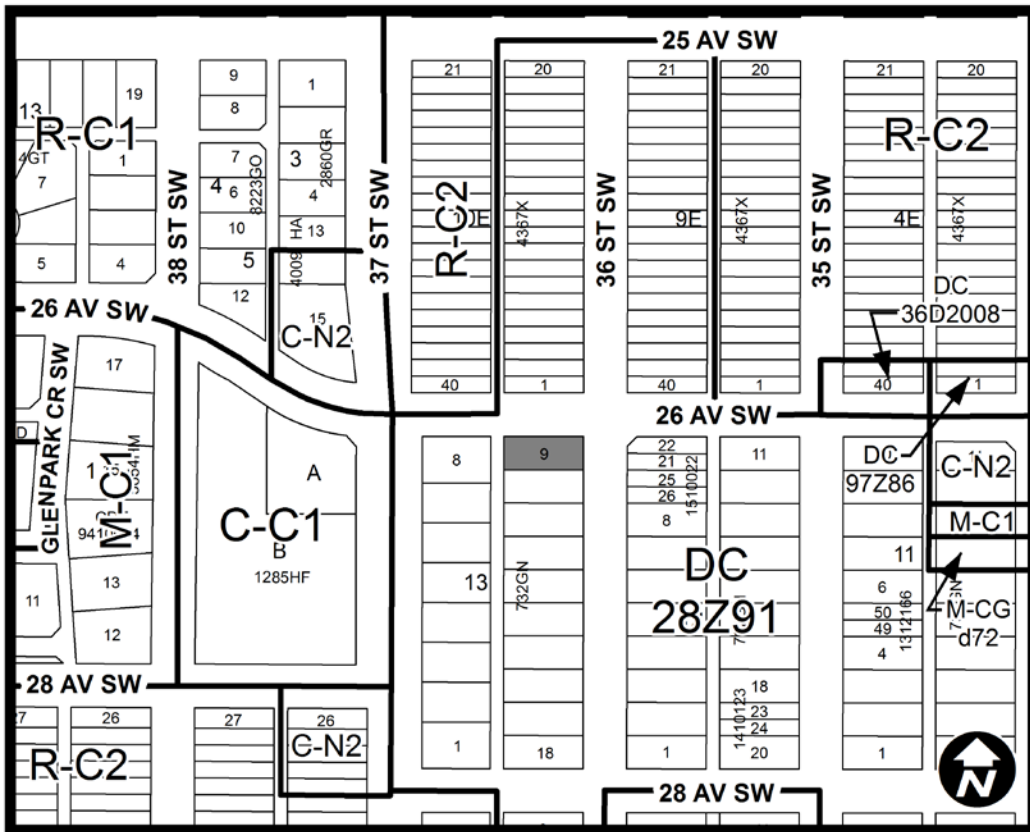 25 AV SW
21
20
21
20
21
20
19
13
R-C1
4GT
7
1
5
4
9
8
1
7
4
6
8223GO
10
5
12
3
2860GR
4
13
4009 HA
15
C-N2
38 ST SW
37 ST SW
R-C2
4367X
36 ST SW
9E
4367X
35 ST SW
R-C2
4E
4367X
DC
36D2008
40
1
40
1
40
1
26 AV SW
26 AV SW
GLENPARK CR SW
D
17
M-C1
13
12
11
A
C-C1
B
1285HF
8
9
13
732GN
1
18
22
21
25
26
8
1510022
11
DC
28Z91
18
23
24
20
1410123
1
DC
97Z86
11
6
50
49
4
1312166
1
C-N2
M-C1
M-CG
d72
28 AV SW
28 AV SW
26
27
26
R-C2
C-N2
N